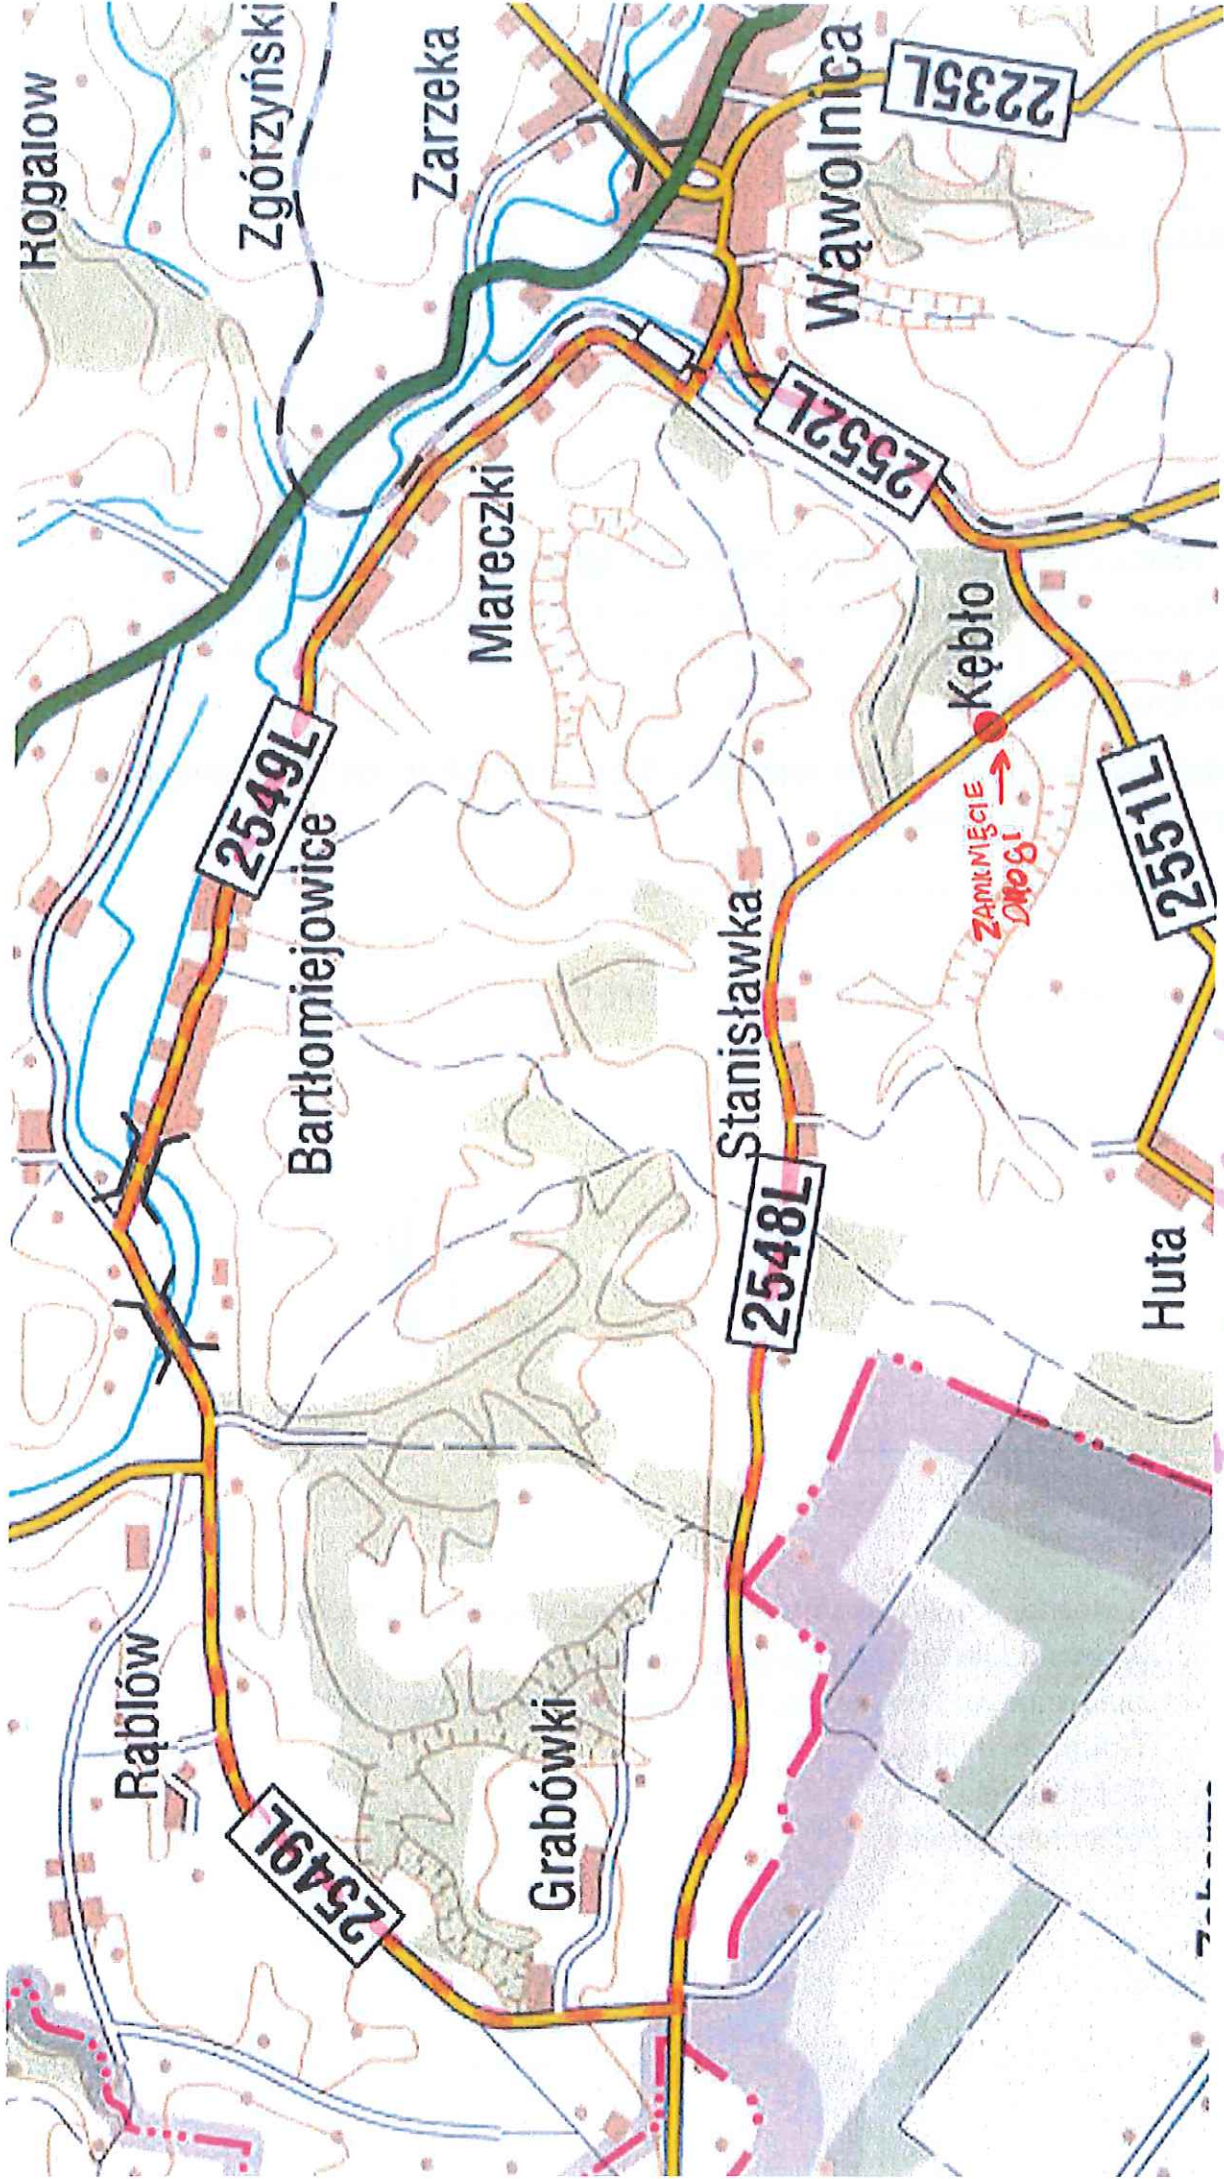 Rogalów
Zgórzyński
Zarzeka
Wąwolnica
2235L
2552L
Mareczki
Kębło
2549L
Bartłomiejowice
ZAMKNIĘCIE
DROGI
2551L
Stanisławka
2548L
Huta
Rąblów
2549L
Grabówki